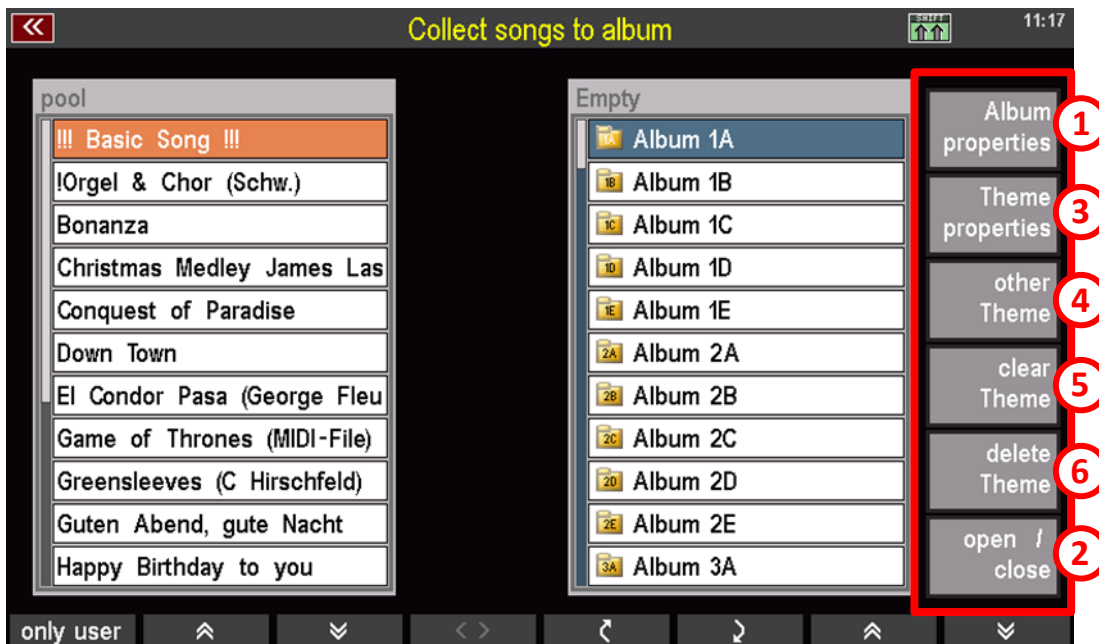 Collect songs to album
SHIFT
11:17
pool
!!! Basic Song !!!
!Orgel & Chor (Schw.)
Bonanza
Christmas Medley James Las
Conquest of Paradise
Down Town
El Condor Pasa (George Fleu
Game of Thrones (MIDI-File)
Greensleeves (C Hirschfeld)
Guten Abend, gute Nacht
Happy Birthday to you
Empty
1A Album 1A
1B Album 1B
1C Album 1C
1D Album 1D
1E Album 1E
2A Album 2A
2B Album 2B
2C Album 2C
2D Album 2D
2E Album 2E
3A Album 3A
Album
properties
1
Theme
properties
3
other
Theme
4
clear
Theme
5
delete
Theme
6
open /
close
2
only user